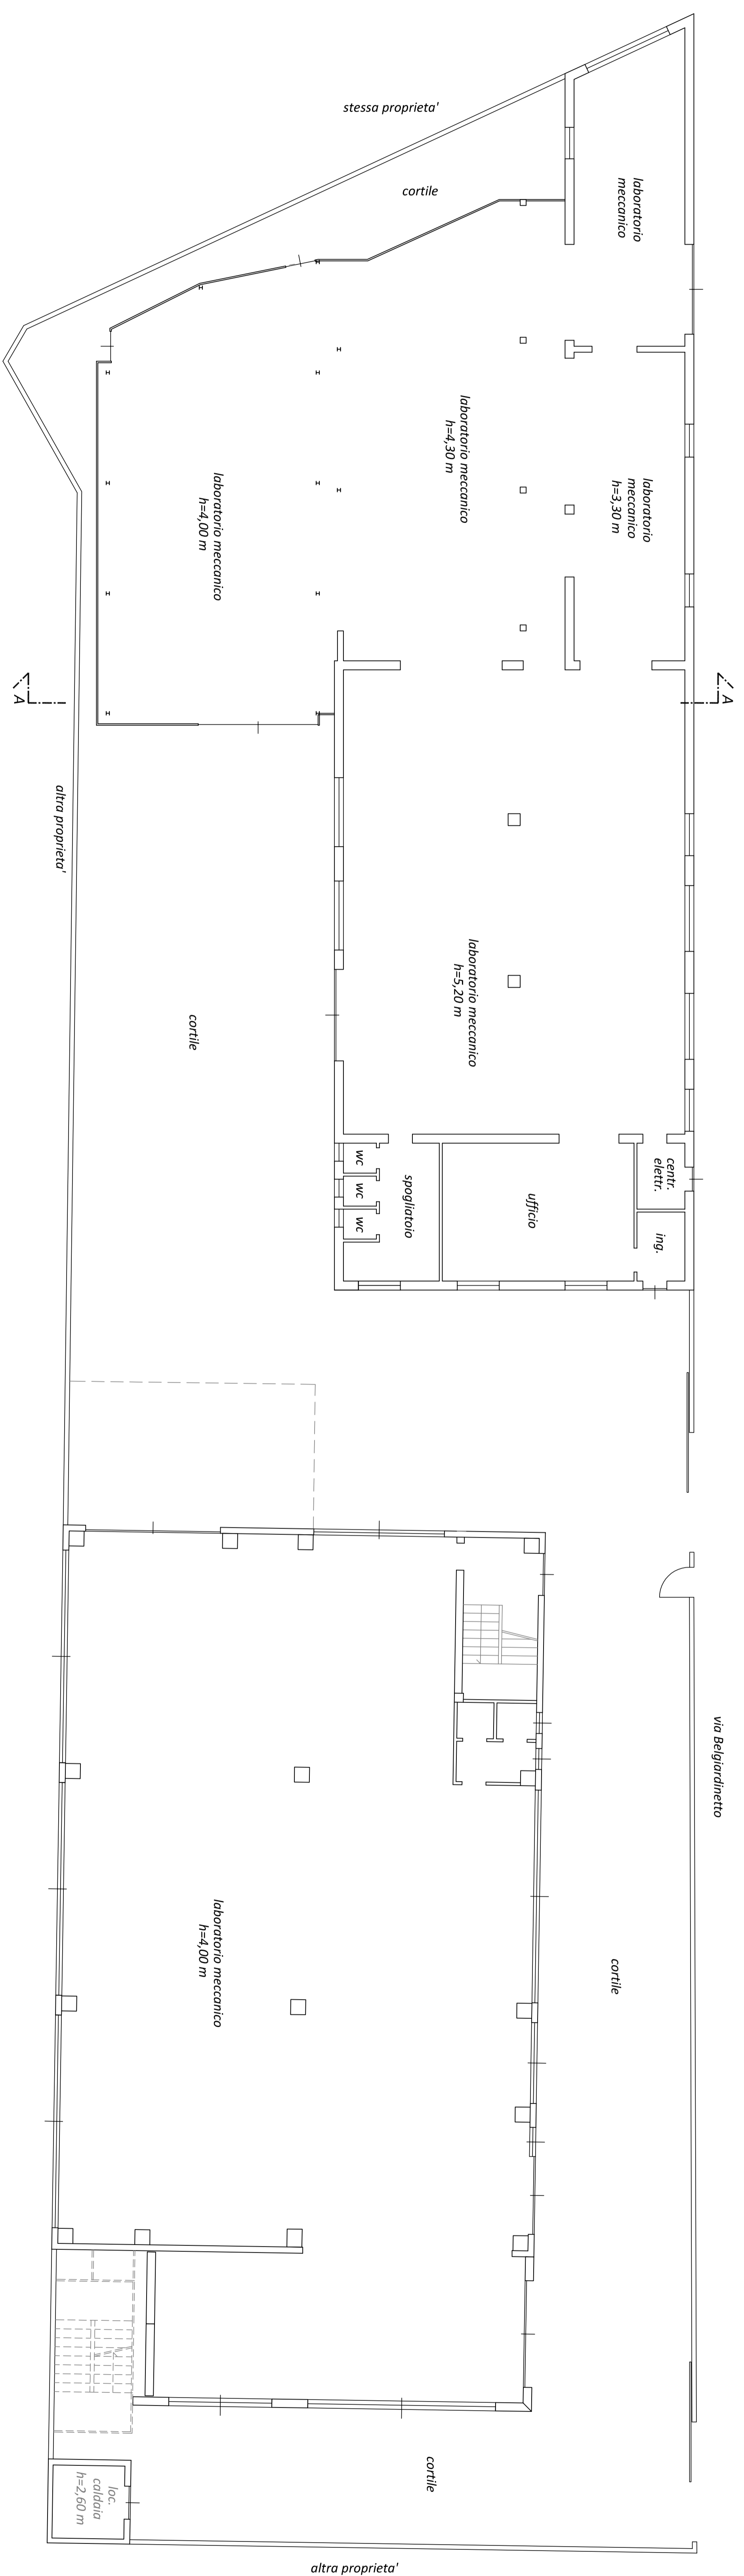 stessa proprieta'
cortile
laboratorio
meccanico
laboratorio meccanico
h=4,30 m
laboratorio
meccanico
h=3,30 m
laboratorio meccanico
h=4,00 m
A
A
altra proprieta'
laboratorio meccanico
h=5,20 m
cortile
wc
wc
wc
spogliatoio
ufficio
centr.
elettr.
ing.
via Belgiardinetto
laboratorio meccanico
h=4,00 m
cortile
cortile
loc.
caldaia
h=2,60 m
altra proprieta'